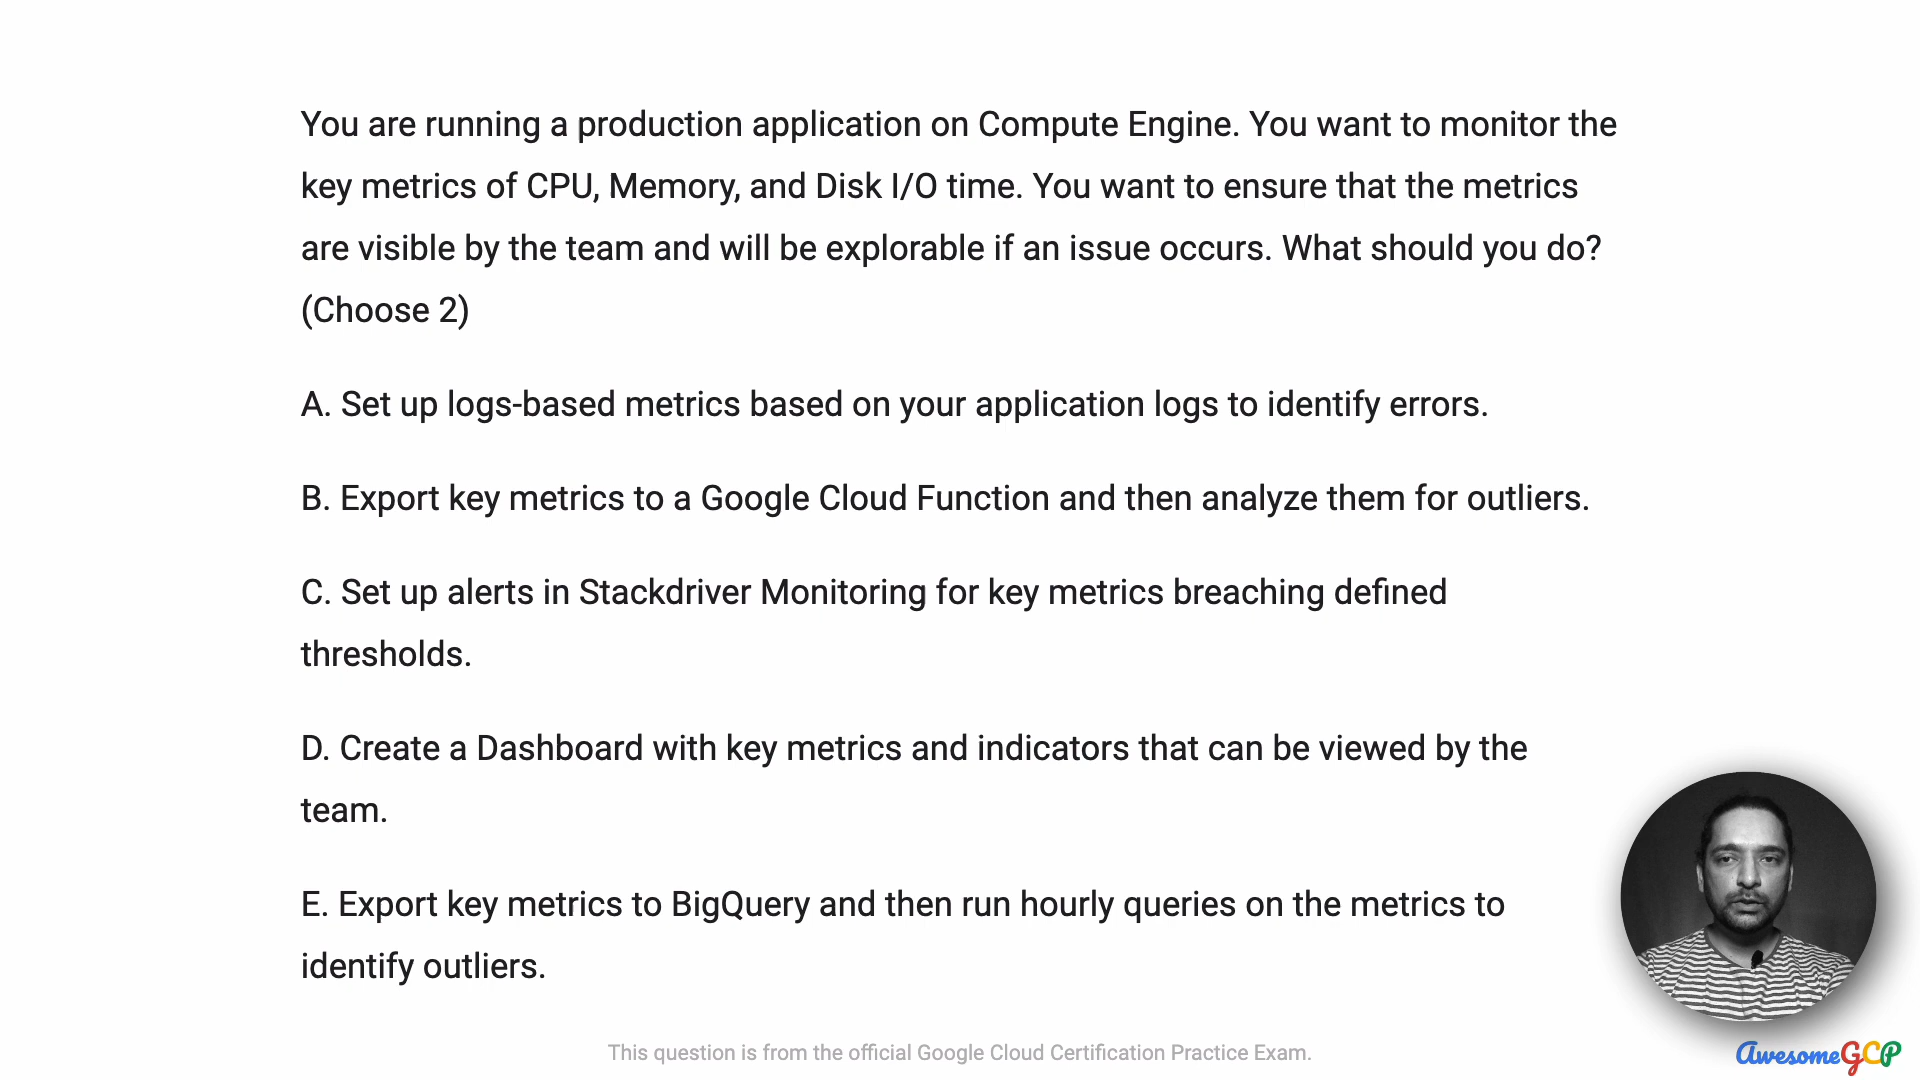 You are running a production application on Compute Engine. You want to monitor the
key metrics of CPU, Memory, and Disk I/O time. You want to ensure that the metrics
are visible by the team and will be explorable if an issue occurs. What should you do?
(Choose 2)
A. Set up logs-based metrics based on your application logs to identify errors.
B. Export key metrics to a Google Cloud Function and then analyze them for outliers.
C. Set up alerts in Stackdriver Monitoring for key metrics breaching defined
thresholds.
D. Create a Dashboard with key metrics and indicators that can be viewed by the
team.
E. Export key metrics to BigQuery and then run hourly queries on the metrics to
identify outliers.
This question is from the official Google Cloud Certification Practice Exam.
AwesomeGCP